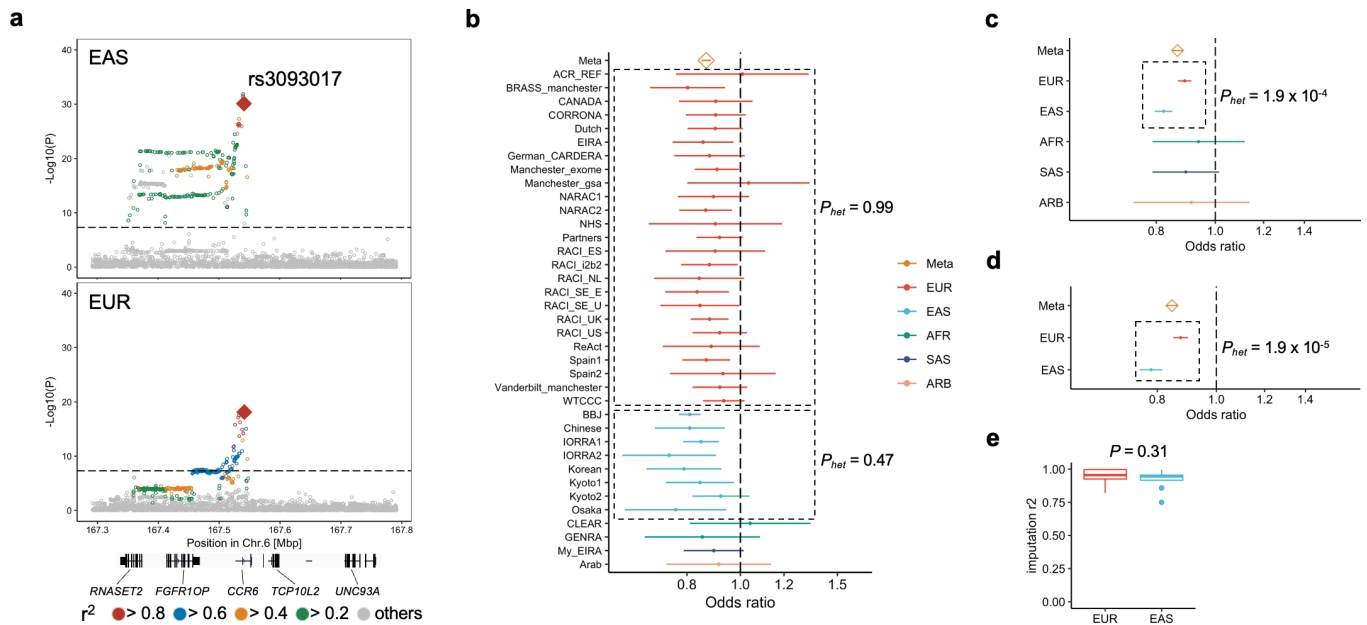 a
EAS
rs3093017
40
30
20
10
0
-Log10(P)
EUR
40
30
20
10
0
-Log10(P)
167.3 167.4 167.5 167.6 167.7 167.8
Position in Chr.6 [Mbp]
RNASET2 FGFR1OP CCR6 TCP10L2 UNC93A
r2 > 0.8 > 0.6 > 0.4 > 0.2 others
b
Meta
ACR_REF
BRASS_manchester
CANADA
CORRONA
Dutch
EIRA
German_CARDERA
Manchester_exome
Manchester_gsa
NARAC1
NARAC2
NHS
Partners
RACI_ES
RACI_i2b2
RACI_NL
RACI_SE_E
RACI_SE_U
RACI_UK
RACI_US
ReAct
Spain1
Spain2
Vanderbilt_manchester
WTCCC
BBJ
Chinese
IORRA1
IORRA2
Korean
Kyoto1
Kyoto2
Osaka
CLEAR
GENRA
My_EIRA
Arab
Phet = 0.99
Phet = 0.47
0.8 1.0 1.2 1.5
Odds ratio
Meta
EUR
EAS
AFR
SAS
ARB
c
Meta
EUR
EAS
AFR
SAS
ARB
Phet = 1.9 x 10-4
0.8 1.0 1.2 1.4
Odds ratio
d
Meta
EUR
EAS
Phet = 1.9 x 10-5
0.8 1.0 1.2 1.4
Odds ratio
e
P = 0.31
1.00
0.75
0.50
0.25
0.00
imputation r2
EUR EAS